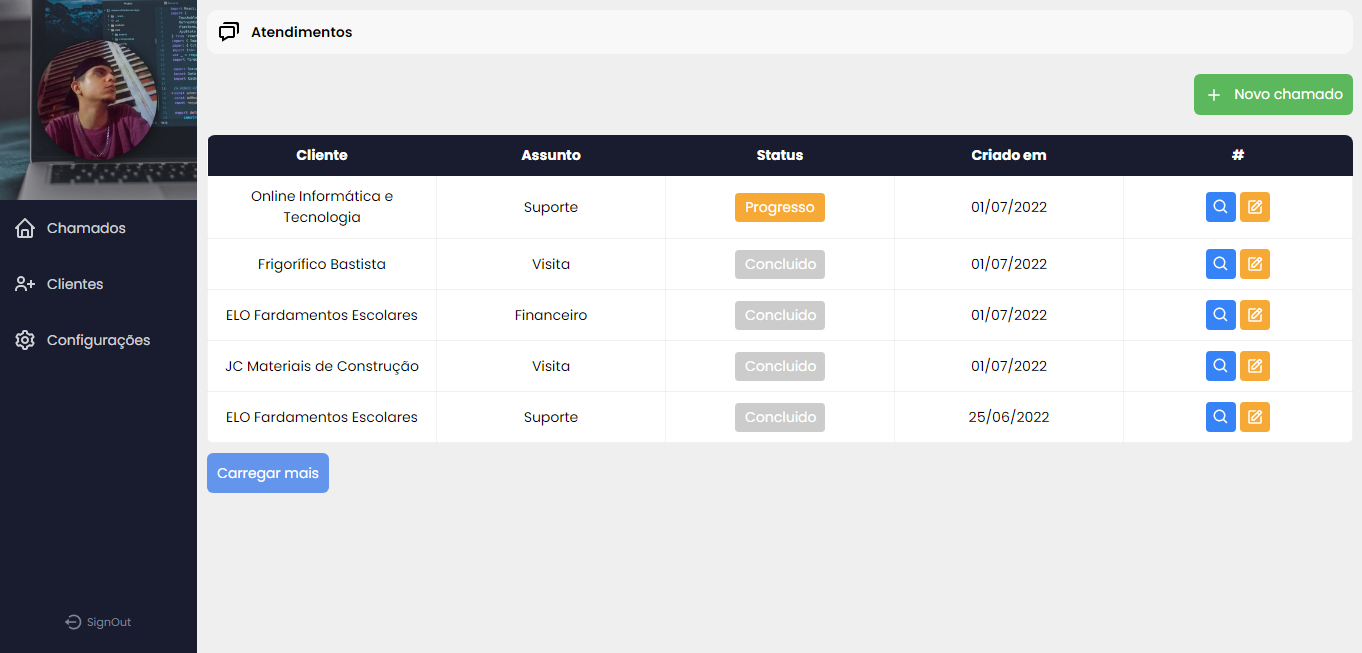 Atendimentos
Novo chamado
Cliente Assunto Status Criado em #
Online Informática e
Tecnologia Suporte Progresso 01/07/2022
Frigorífico Bastista Visita Concluido 01/07/2022
ELO Fardamentos Escolares Financeiro Concluido 01/07/2022
JC Materiais de Construção Visita Concluido 01/07/2022
ELO Fardamentos Escolares Suporte Concluido 25/06/2022
Carregar mais
Chamados
Clientes
Configurações
SignOut